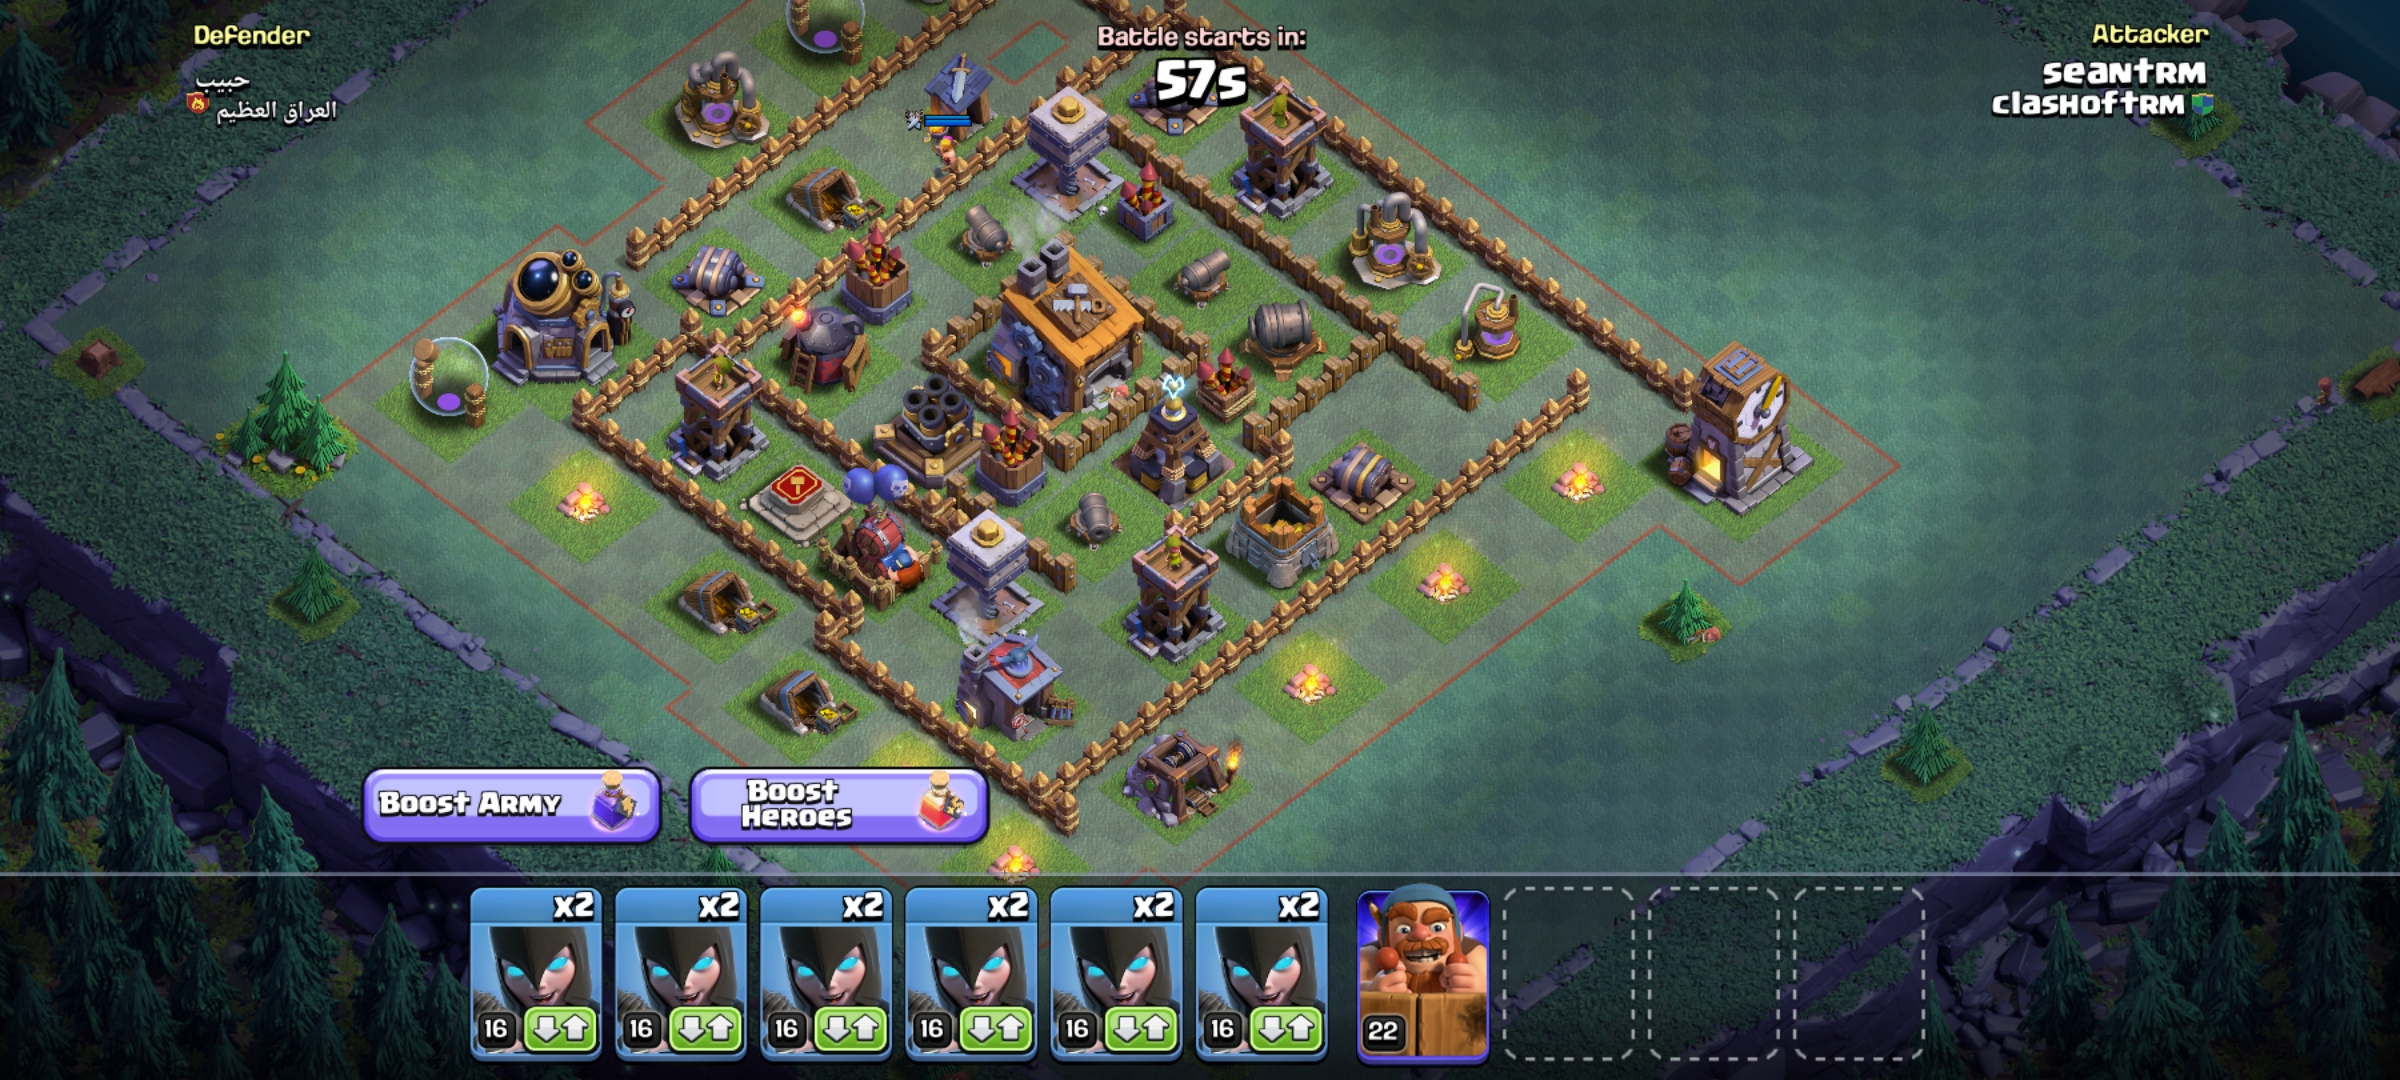 Defender
حبيب
العراق العظيم
Battle starts in:
57s
Attacker
seantRM
clashoftRM
Boost Army
Boost Heroes
x2
x2
x2
x2
x2
x2
16
16
16
16
16
16
22